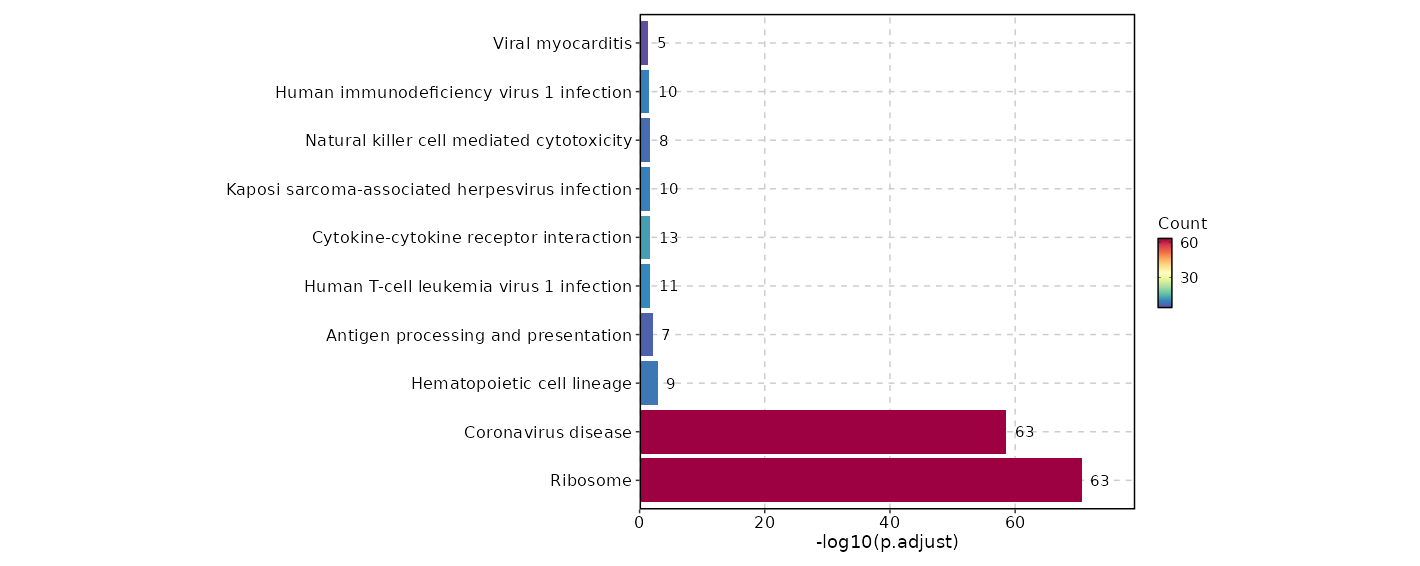 Viral myocarditis 5
Human immunodeficiency virus 1 infection 10
Natural killer cell mediated cytotoxicity 8
Kaposi sarcoma-associated herpesvirus infection 10
Cytokine-cytokine receptor interaction 13
Human T-cell leukemia virus 1 infection 11
Antigen processing and presentation 7
Hematopoietic cell lineage 9
Coronavirus disease 63
Ribosome 63
0 20 40 60
-log10(p.adjust)
Count
60
30